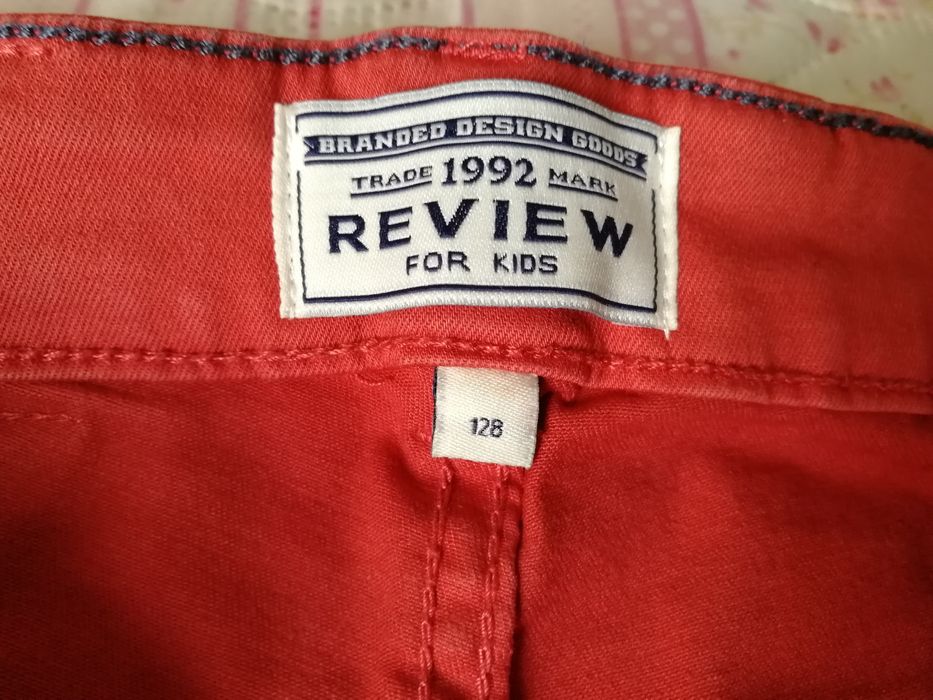 BRANDED DESIGN GOODS
TRADE 1992 MARK
REVIEW
FOR KIDS
128